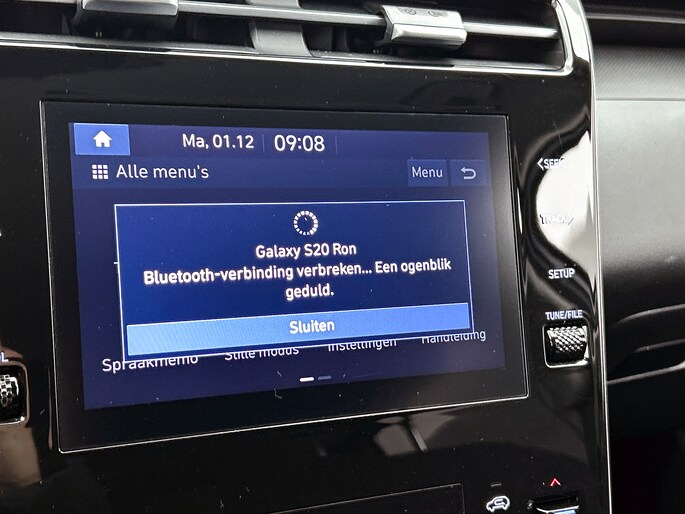 Ma, 01.12 09:08
Alle menu's Menu
Galaxy S20 Ron
Bluetooth-verbinding verbreken... Een ogenblik
geduld.
Sluiten
Spraakmemo Stille modus Instellingen Handleiding
TRACK
SETUP
TUNE/FILE